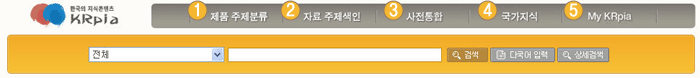 한국의 지식콘텐츠
KRpia
1 제품 주제분류
2 자료 주제색인
3 사전통합
4 국가지식
5 My KRpia
전체
검색
다국어 입력
상세검색